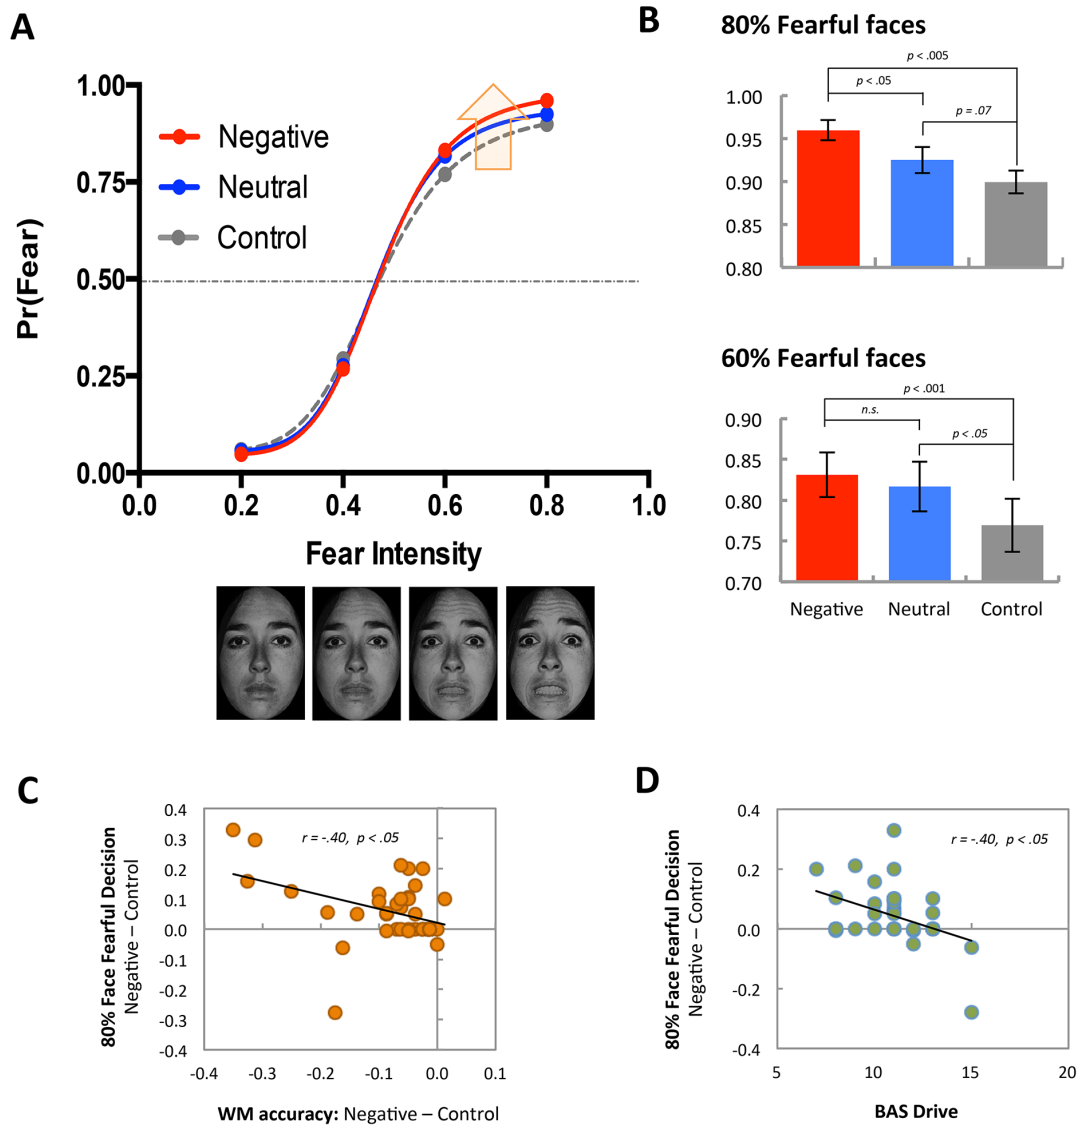 A
1.00
0.75
0.50
0.25
0.00
Pr(Fear)
Negative
Neutral
Control
0.0 0.2 0.4 0.6 0.8 1.0
Fear Intensity
B
80% Fearful faces
p < .005
p < .05
p = .07
1.00
0.95
0.90
0.85
0.80
60% Fearful faces
p < .001
n.s.
p < .05
0.90
0.85
0.80
0.75
0.70
Negative Neutral Control
C
80% Face Fearful Decision
Negative – Control
0.4
0.3
0.2
0.1
0.0
-0.1
-0.2
-0.3
-0.4
r = -.40, p < .05
-0.4 -0.3 -0.2 -0.1 0.0 0.1
WM accuracy: Negative – Control
D
80% Face Fearful Decision
Negative – Control
0.4
0.2
0.0
-0.2
-0.4
r = -.40, p < .05
5 10 15 20
BAS Drive